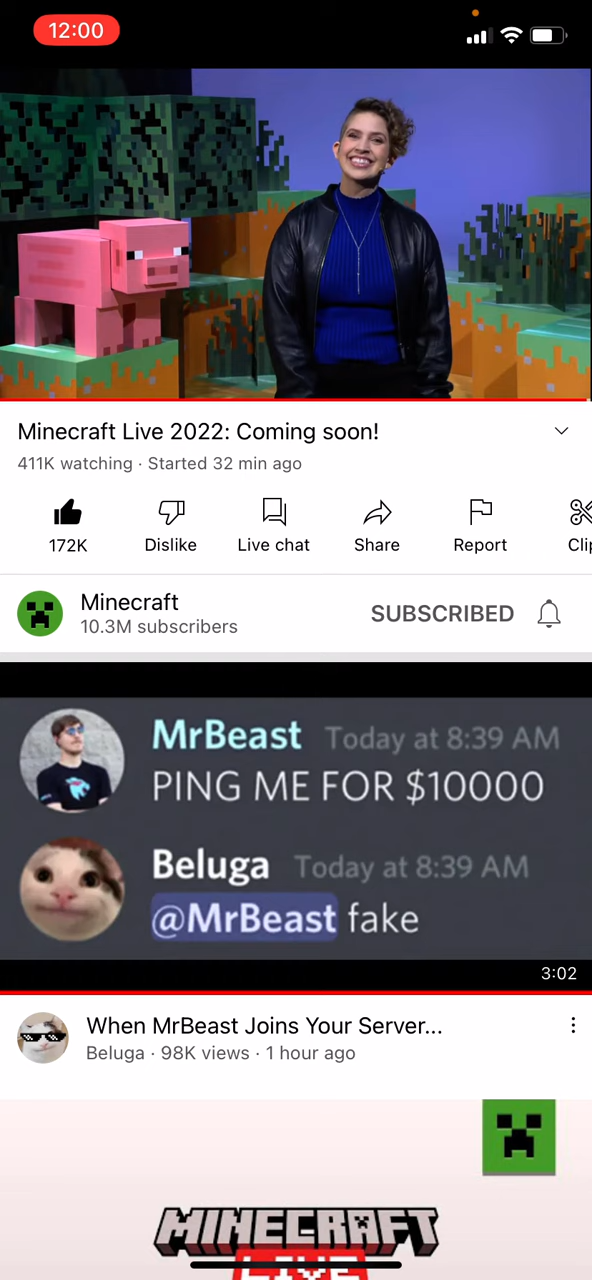 12:00
Minecraft Live 2022: Coming soon!
411K watching · Started 32 min ago
172K
Dislike
Live chat
Share
Report
Cli
Minecraft
10.3M subscribers
SUBSCRIBED
MrBeast Today at 8:39 AM
PING ME FOR $10000
Beluga Today at 8:39 AM
@MrBeast fake
3:02
When MrBeast Joins Your Server...
Beluga · 98K views · 1 hour ago
MINECRAFT
LIVE